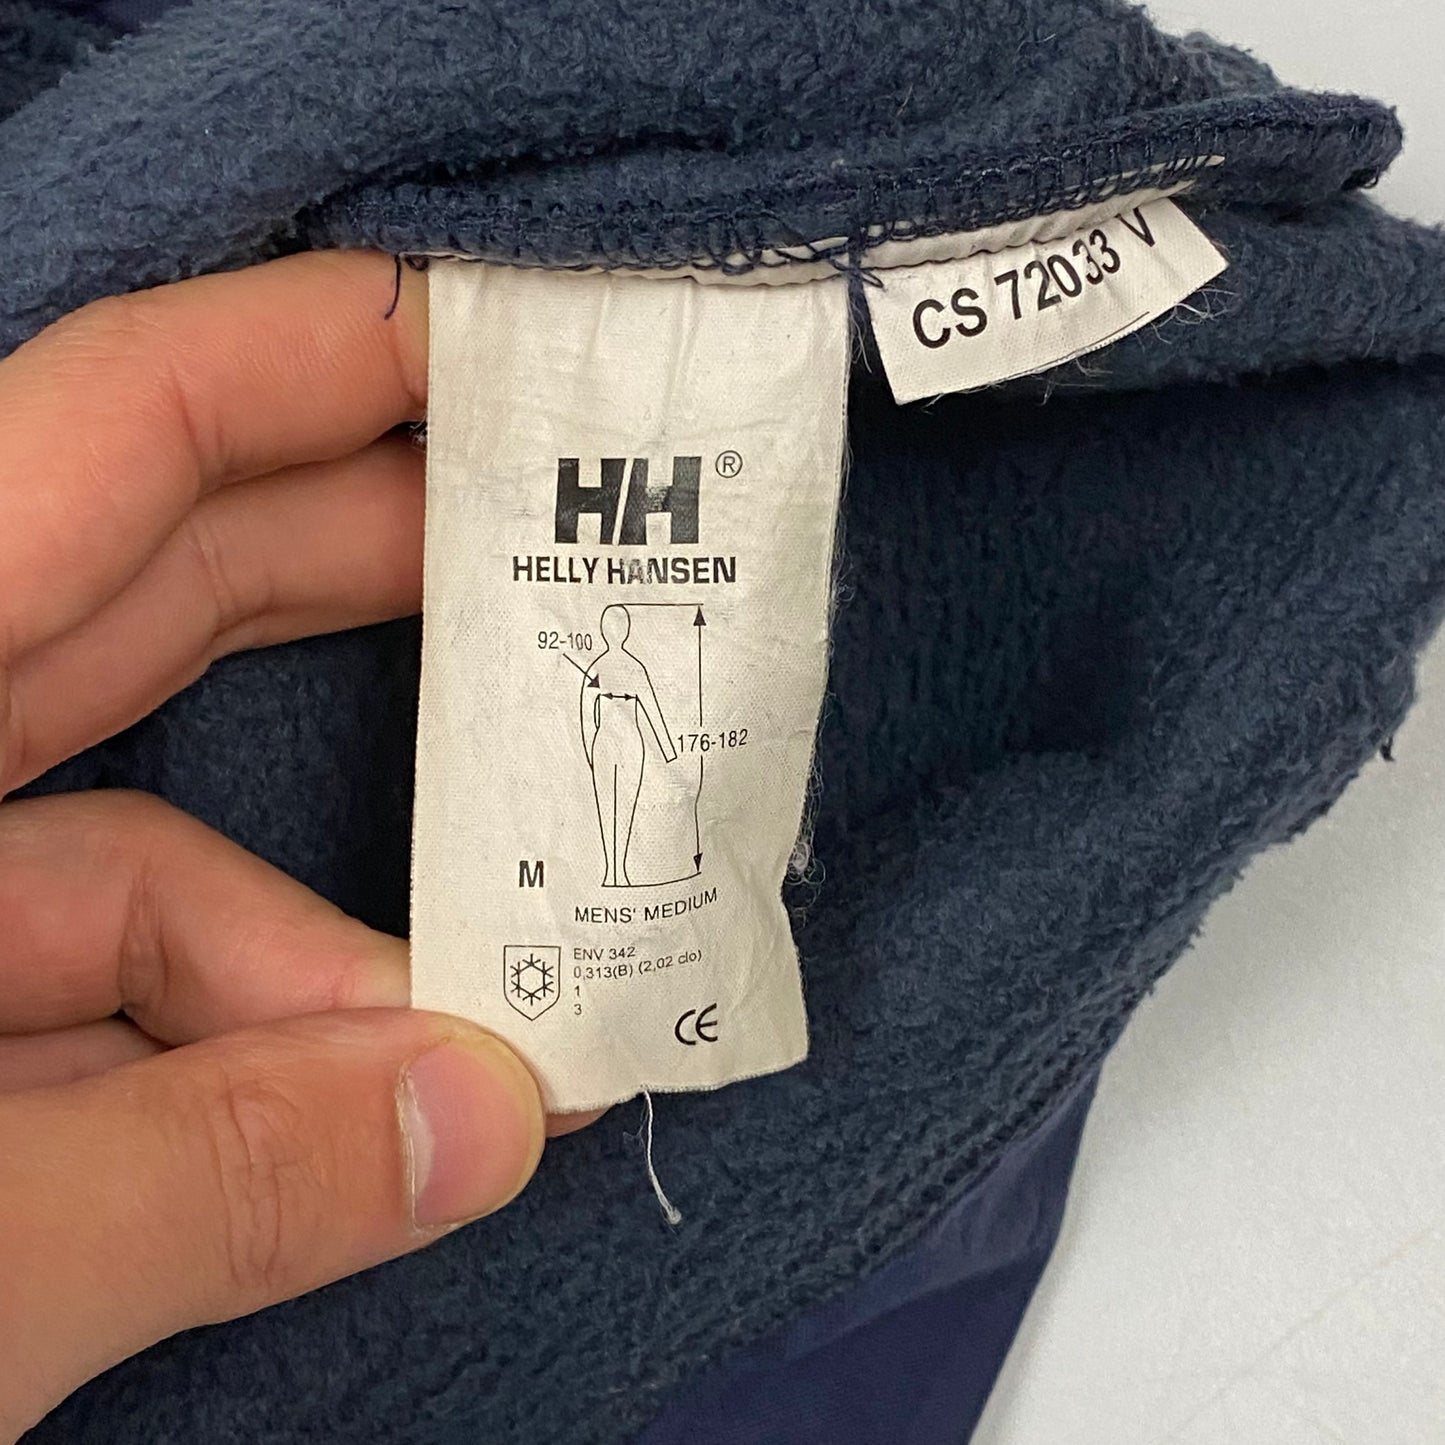 CS 72033 V
HH®
HELLY HANSEN
92-100
176-182
M
MENS' MEDIUM
ENV 342
0,313(B) (2,02 clo)
1
3
CE